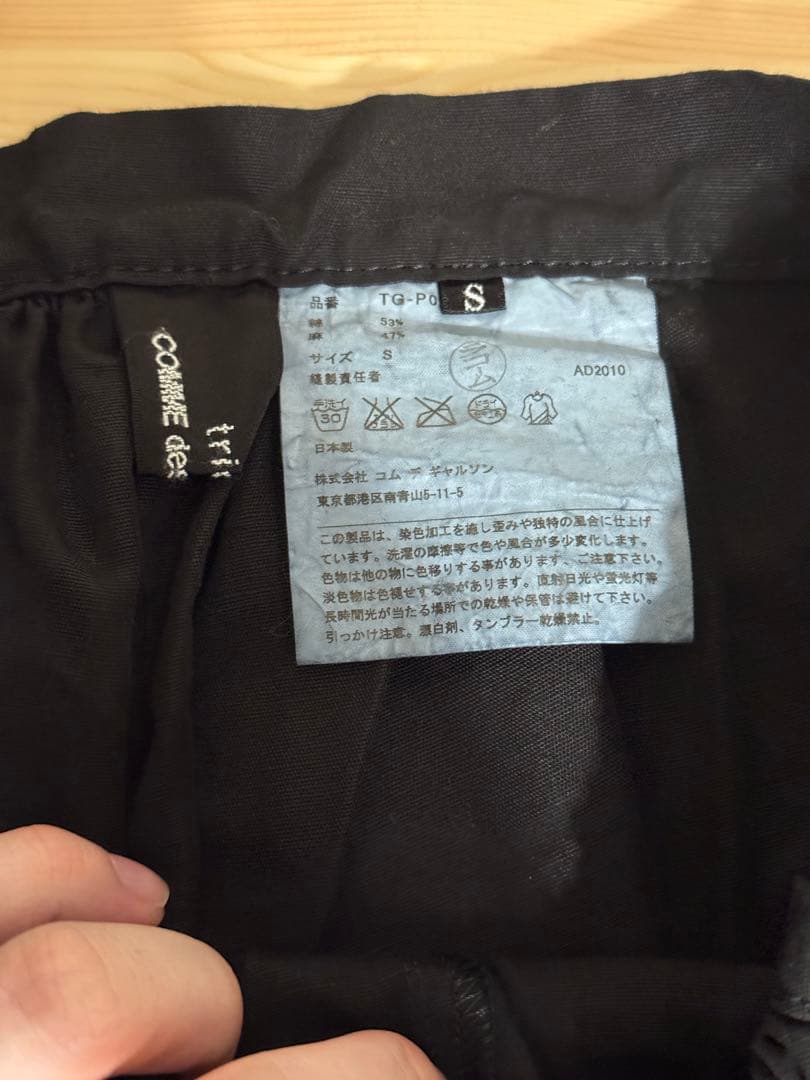 tri
COMME des
S
品番 TG-P0
綿 53%
麻 47%
サイズ S
縫製責任者
コム
AD2010
手洗イ
30
ドライ
日本製
株式会社 コム デ ギャルソン
東京都港区南青山5-11-5
この製品は、染色加工を施し歪みや独特の風合に仕上げ
ています。洗濯の摩擦等で色や風合が多少変化します。
色物は他の物に色移りする事があります。ご注意下さい。
淡色物は色褪せする事があります。直射日光や蛍光灯等
長時間光が当たる場所での乾燥や保管は避けて下さい。
引っかけ注意。漂白剤、タンブラー乾燥禁止。